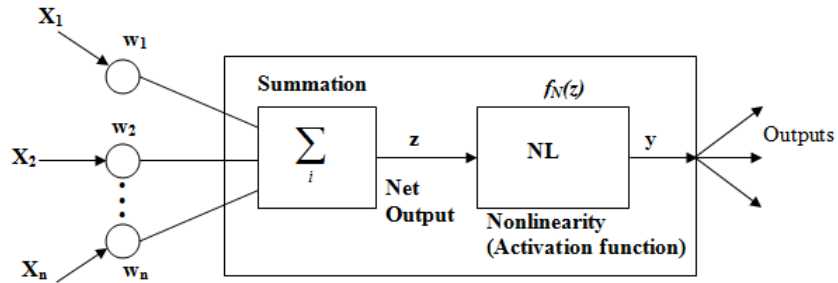 X1
w1
Summation
fN(z)
w2
X2
∑
i
z
NL
y
Outputs
Net
Output
Nonlinearity
(Activation function)
Xn
wn